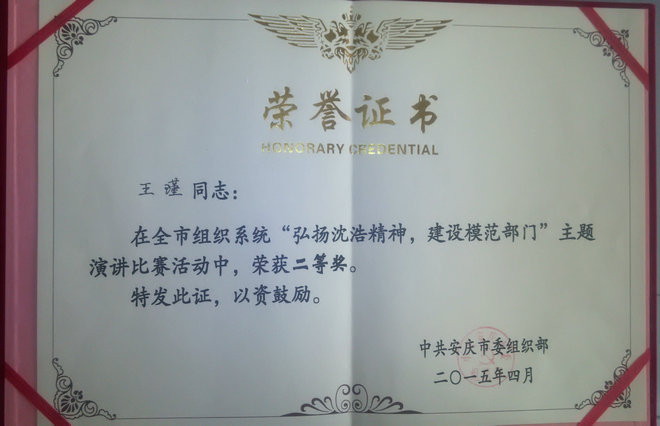 荣誉证书
HONORARY CREDENTIAL
王瑾同志：
在全市组织系统“弘扬沈浩精神，建设模范部门”主题
演讲比赛活动中，荣获二等奖。
特发此证，以资鼓励。
中共安庆市委组织部
二〇一五年四月